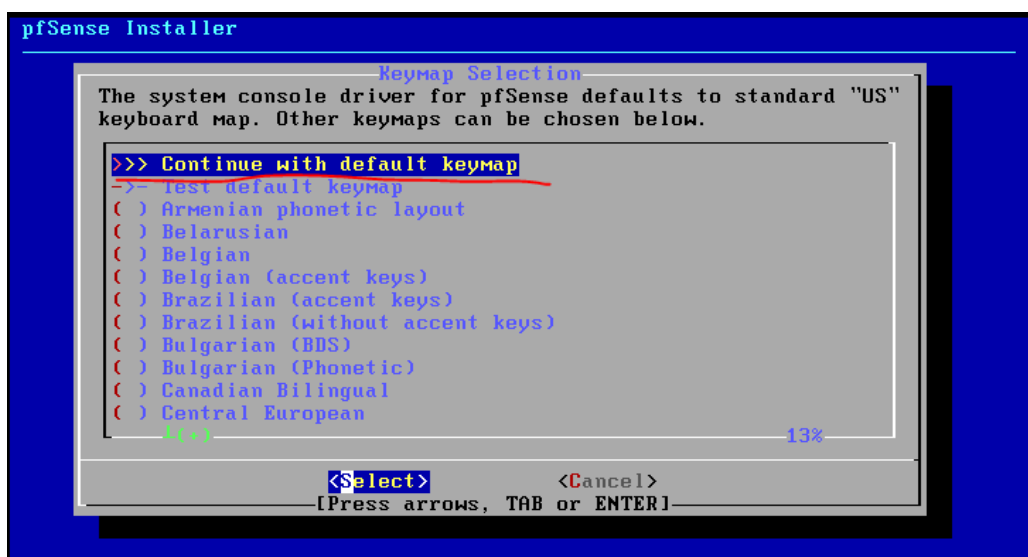 pfSense Installer
Keymap Selection
The system console driver for pfSense defaults to standard "US"
keyboard map. Other keymaps can be chosen below.
>>> Continue with default keymap
->- Test default keymap
( ) Armenian phonetic layout
( ) Belarusian
( ) Belgian
( ) Belgian (accent keys)
( ) Brazilian (accent keys)
( ) Brazilian (without accent keys)
( ) Bulgarian (BDS)
( ) Bulgarian (Phonetic)
( ) Canadian Bilingual
( ) Central European
┴(+) 13%
<Select> <Cancel>
[Press arrows, TAB or ENTER]